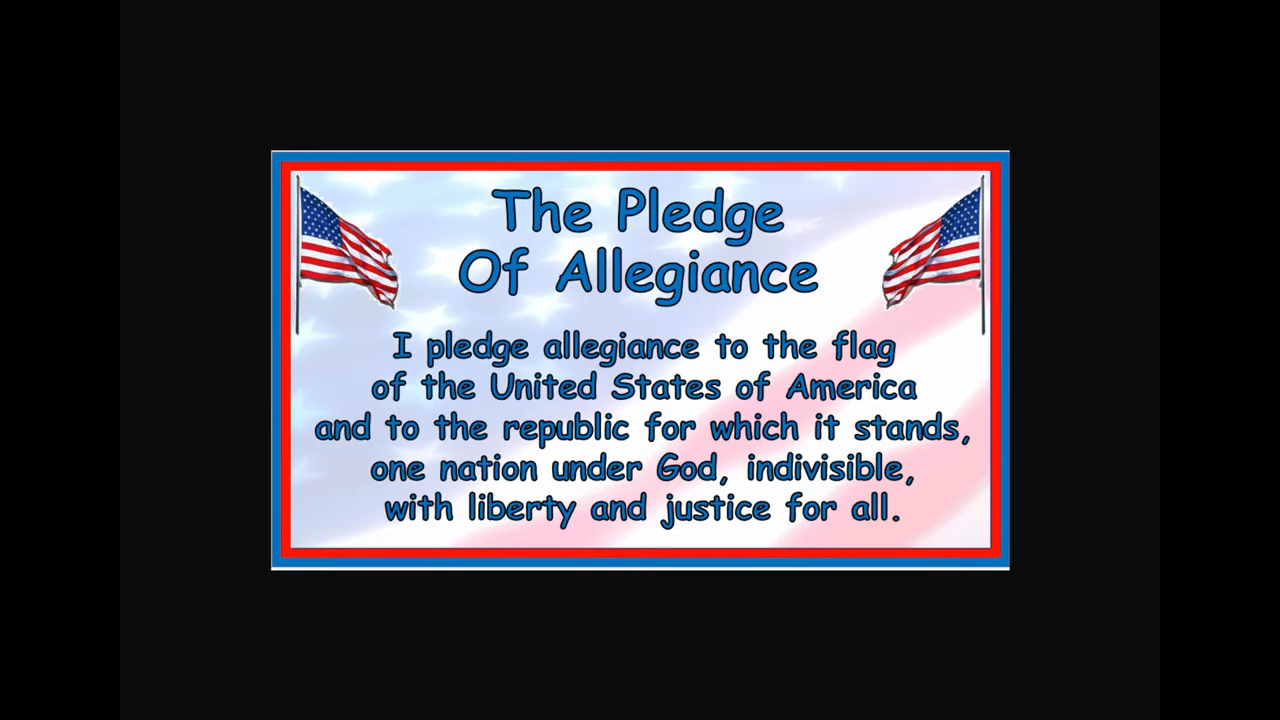 The Pledge
Of Allegiance
I pledge allegiance to the flag
of the United States of America
and to the republic for which it stands,
one nation under God, indivisible,
with liberty and justice for all.